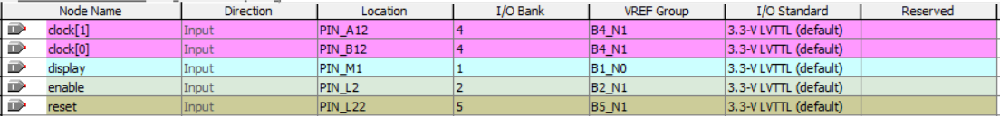 Node Name Direction Location I/O Bank VREF Group I/O Standard Reserved
clock[1] Input PIN_A12 4 B4_N1 3.3-V LVTTL (default)
clock[0] Input PIN_B12 4 B4_N1 3.3-V LVTTL (default)
display Input PIN_M1 1 B1_N0 3.3-V LVTTL (default)
enable Input PIN_L2 2 B2_N1 3.3-V LVTTL (default)
reset Input PIN_L22 5 B5_N1 3.3-V LVTTL (default)